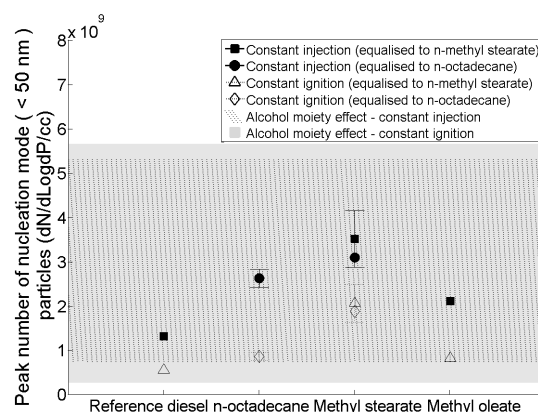 x 10⁹
8
7
6
5
4
3
2
1
0
Peak number of nucleation mode ( < 50 nm )
particles (dN/dLogdP/cc)
Constant injection (equalised to n-methyl stearate)
Constant injection (equalised to n-octadecane)
Constant ignition (equalised to n-methyl stearate)
Constant ignition (equalised to n-octadecane)
Alcohol moiety effect - constant injection
Alcohol moiety effect - constant ignition
Reference diesel n-octadecane Methyl stearate Methyl oleate